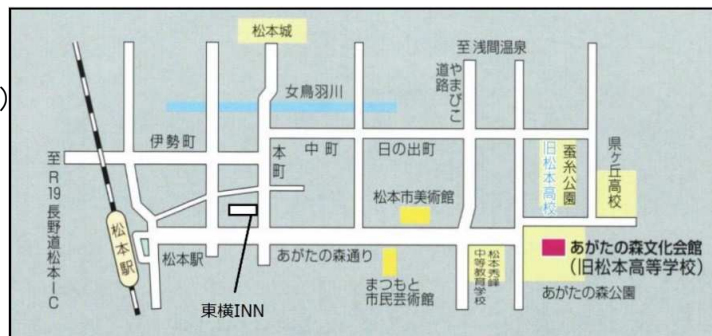 松本城
至浅間温泉
やまびこ
道路
女鳥羽川
伊勢町
本町
中町
日の出町
旧松本高校
蚕糸公園
県ヶ丘高校
至R19長野道松本IC
松本市美術館
松本駅
松本駅
あがたの森通り
まつもと
市民芸術館
松本秀峰
中等教育学校
あがたの森文化会館
(旧松本高等学校)
あがたの森公園
東横INN
)